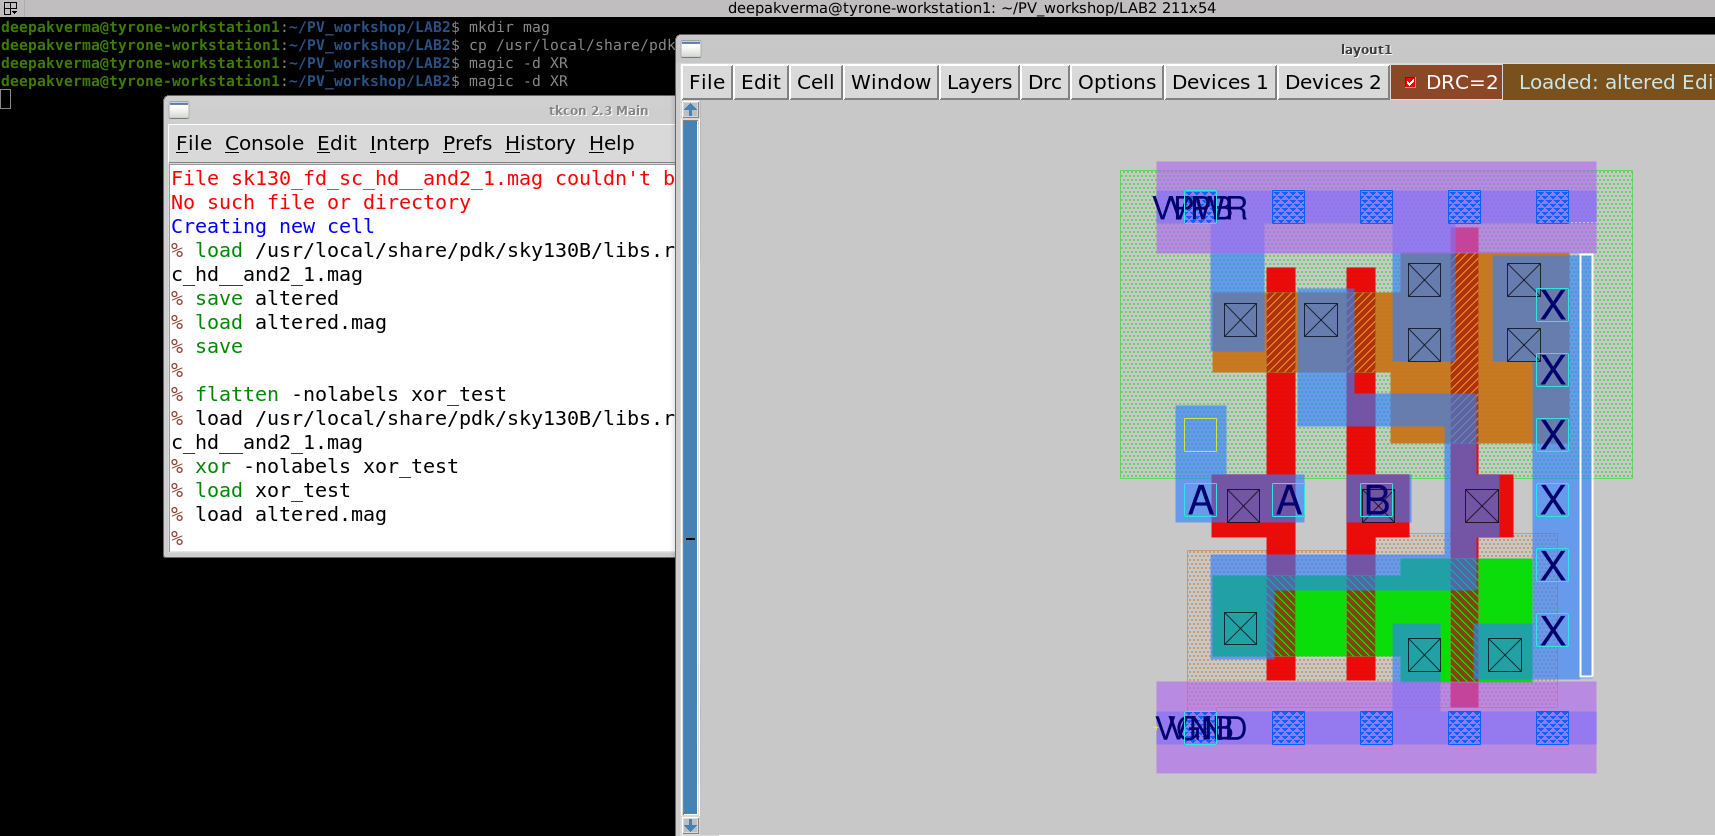 deepakverma@tyrone-workstation1: ~/PV_workshop/LAB2 211x54
deepakverma@tyrone-workstation1:~/PV_workshop/LAB2$ mkdir mag
deepakverma@tyrone-workstation1:~/PV_workshop/LAB2$ cp /usr/local/share/pdk
deepakverma@tyrone-workstation1:~/PV_workshop/LAB2$ magic -d XR
deepakverma@tyrone-workstation1:~/PV_workshop/LAB2$ magic -d XR
tkcon 2.3 Main
File Console Edit Interp Prefs History Help
File sk130_fd_sc_hd__and2_1.mag couldn't b
No such file or directory
Creating new cell
% load /usr/local/share/pdk/sky130B/libs.r
c_hd__and2_1.mag
% save altered
% load altered.mag
% save
%
% flatten -nolabels xor_test
% load /usr/local/share/pdk/sky130B/libs.r
c_hd__and2_1.mag
% xor -nolabels xor_test
% load xor_test
% load altered.mag
%
layout1
File Edit Cell Window Layers Drc Options Devices 1 Devices 2 DRC=2 Loaded: altered Edi
X
X
X
A A B X
X
X